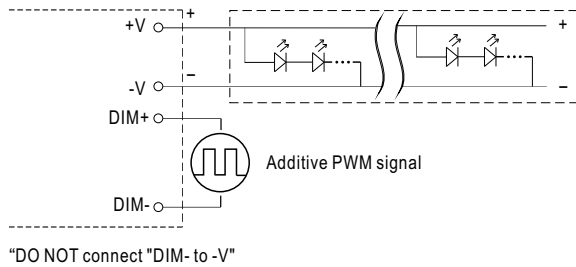 +V +
-V –
+
–
DIM+
Additive PWM signal
DIM-
“DO NOT connect "DIM- to -V"